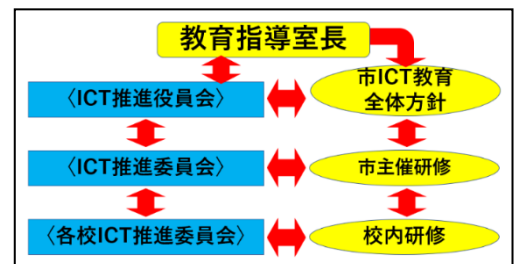 教育指導室長
〈ICT推進役員会〉
市ICT教育
全体方針
〈ICT推進委員会〉
市主催研修
〈各校ICT推進委員会〉
校内研修